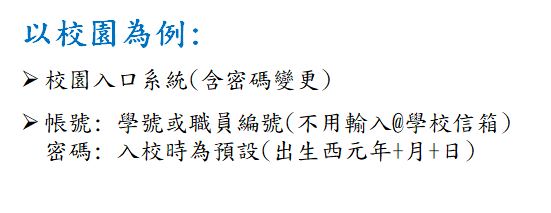 以校園為例:
➢ 校園入口系統(含密碼變更)
➢ 帳號: 學號或職員編號(不用輸入@學校信箱)
密碼: 入校時為預設(出生西元年+月+日)